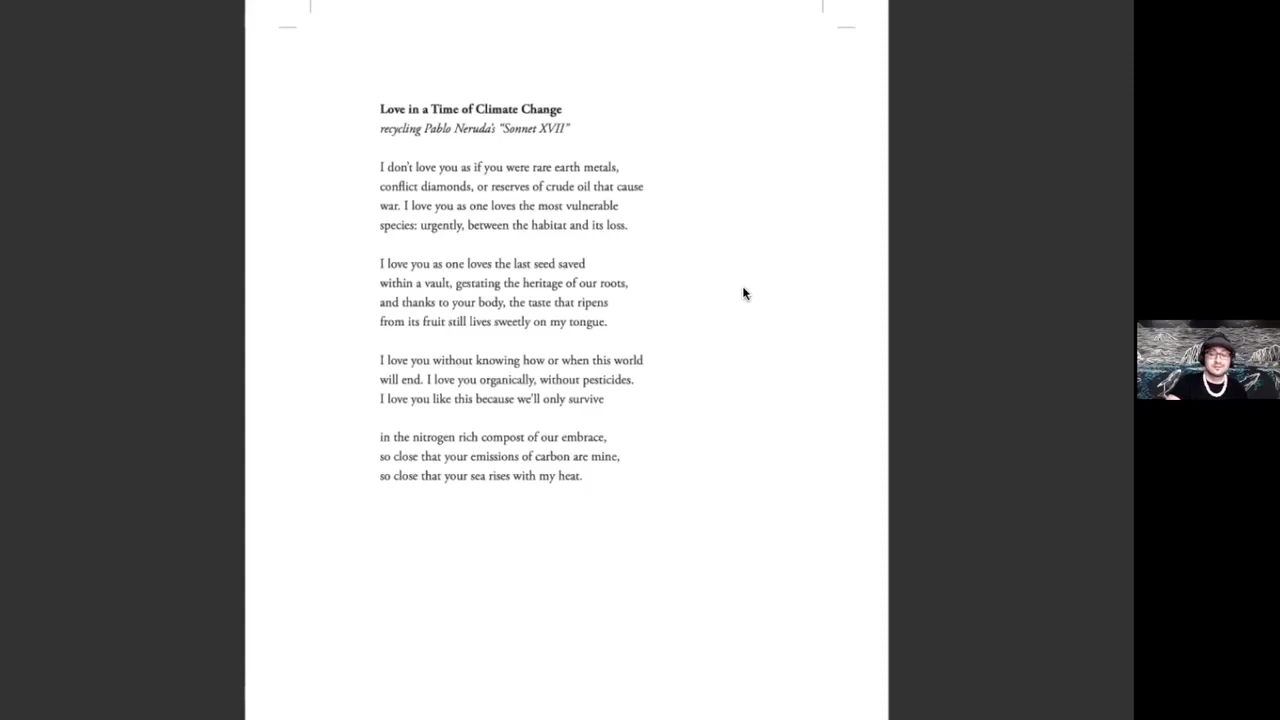 Love in a Time of Climate Change
recycling Pablo Neruda's "Sonnet XVII"
I don't love you as if you were rare earth metals,
conflict diamonds, or reserves of crude oil that cause
war. I love you as one loves the most vulnerable
species: urgently, between the habitat and its loss.
I love you as one loves the last seed saved
within a vault, gestating the heritage of our roots,
and thanks to your body, the taste that ripens
from its fruit still lives sweetly on my tongue.
I love you without knowing how or when this world
will end. I love you organically, without pesticides.
I love you like this because we'll only survive
in the nitrogen rich compost of our embrace,
so close that your emissions of carbon are mine,
so close that your sea rises with my heat.